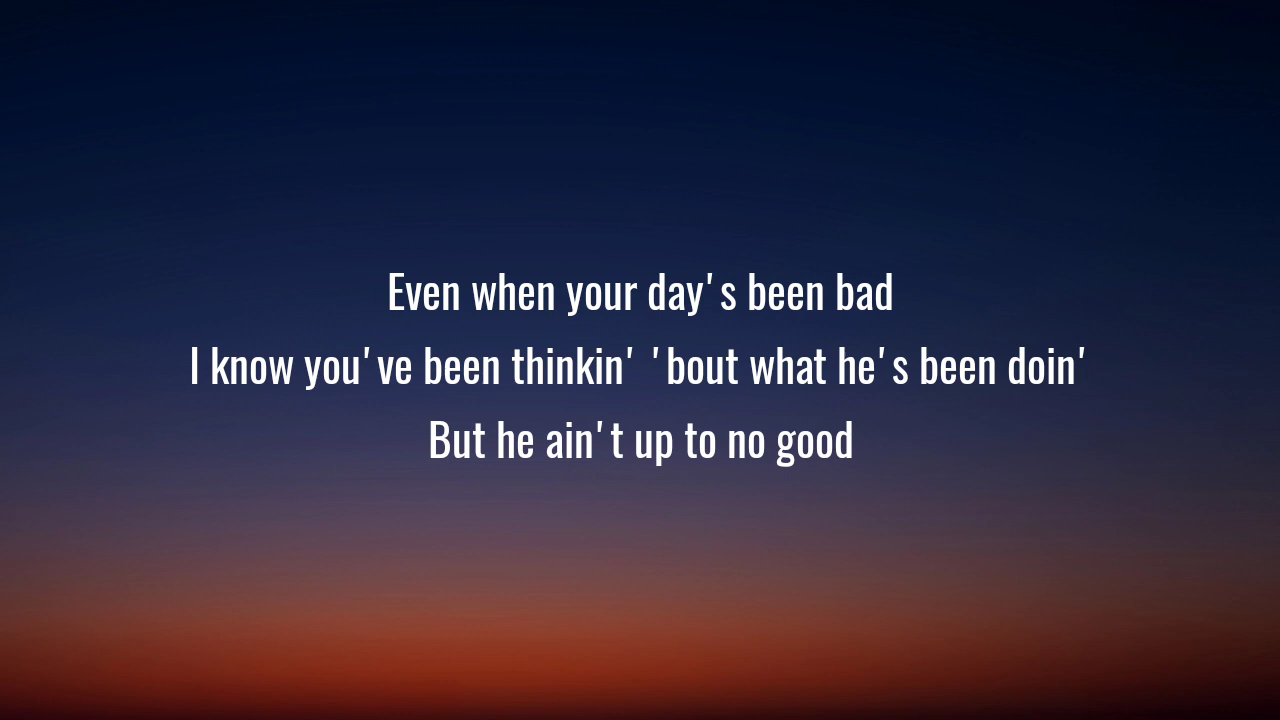 Even when your day's been bad
I know you've been thinkin' 'bout what he's been doin'
But he ain't up to no good